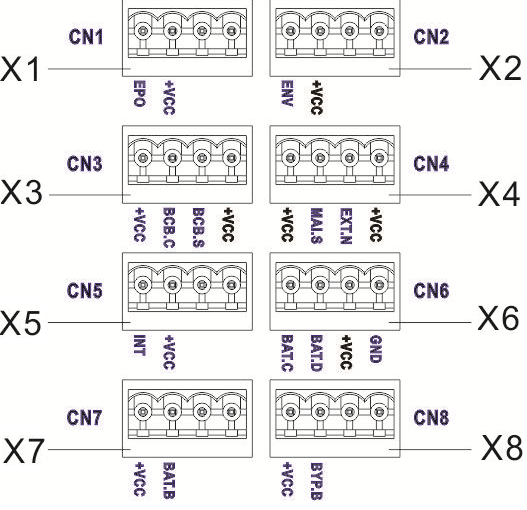 CN1 CN2
X1 X2
EPO +VCC ENV +VCC
CN3 CN4
X3 X4
+VCC BCB.C BCB.S +VCC +VCC MAI.S EXT.N +VCC
CN5 CN6
X5 X6
INT +VCC BAT.C BAT.D +VCC GND
CN7 CN8
X7 X8
+VCC BAT.B +VCC BYP.B